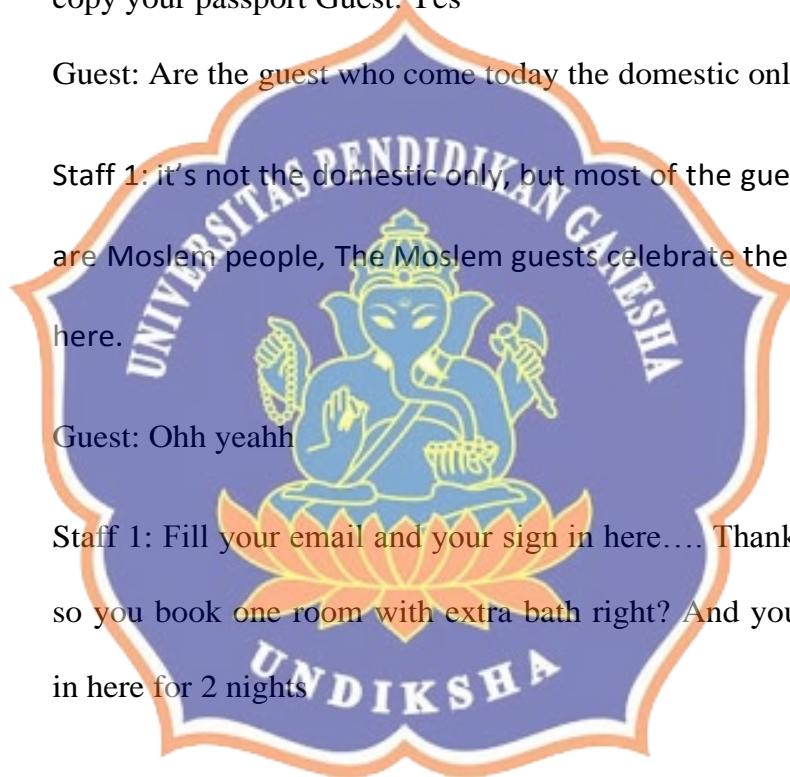 copy your passport Guest: Yes
Guest: Are the guest who come today the domestic onl
Staff 1: it's not the domestic only, but most of the gue
are Moslem people, The Moslem guests celebrate the
here.
Guest: Ohh yeahh
Staff 1: Fill your email and your sign in here…. Thank
so you book one room with extra bath right? And you
in here for 2 nights
UNIVERSITAS PENDIDIKAN GANESHA
UNDIKSHA